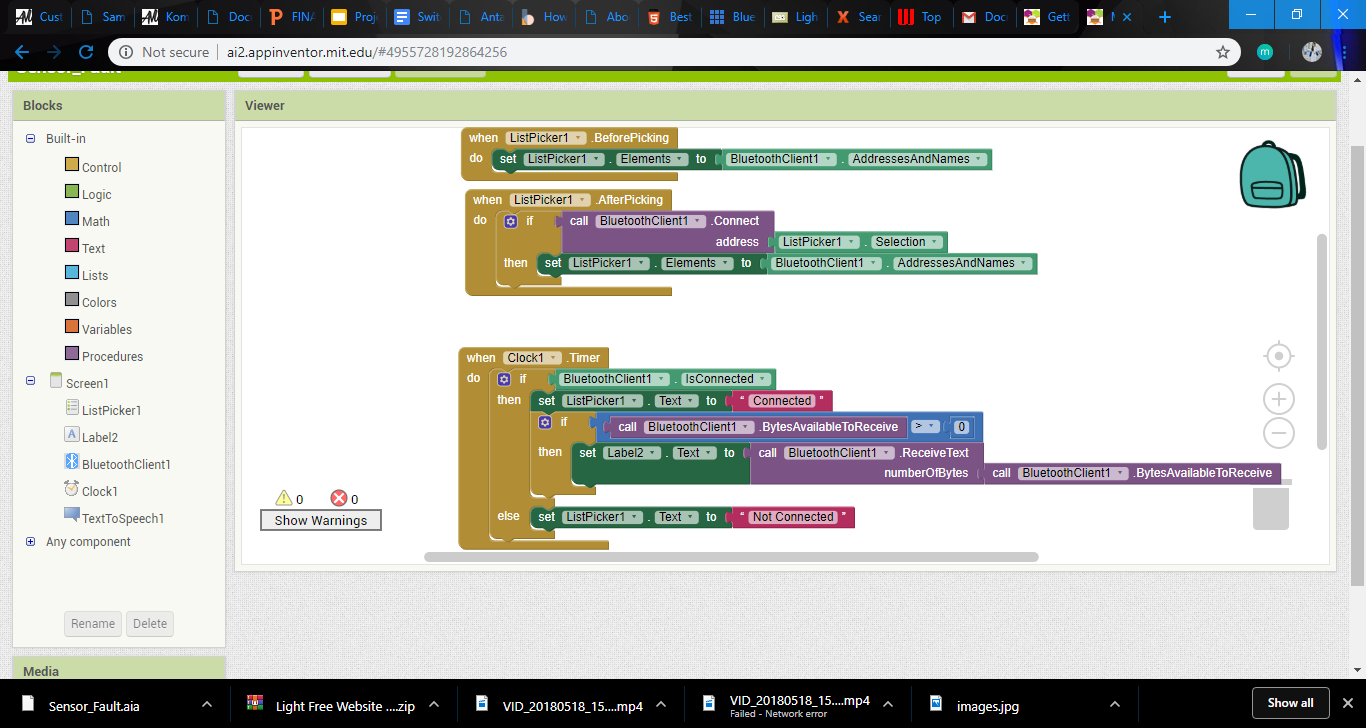 Cust
Sam
Kom
Doc
FIN
Proj
Swit
Anta
How
Abo
Best
Blue
Ligh
Sear
Top
Doc
Gett
Not secure
ai2.appinventor.mit.edu/#4955728192864256
m
Sensor_Fault
Blocks
Viewer
Built-in
Control
Logic
Math
Text
Lists
Colors
Variables
Procedures
Screen1
ListPicker1
Label2
BluetoothClient1
Clock1
TextToSpeech1
Any component
Rename
Delete
Media
when ListPicker1 .BeforePicking
do set ListPicker1 . Elements to BluetoothClient1 . AddressesAndNames
when ListPicker1 .AfterPicking
do if call BluetoothClient1 .Connect
address ListPicker1 . Selection
then set ListPicker1 . Elements to BluetoothClient1 . AddressesAndNames
when Clock1 .Timer
do if BluetoothClient1 . IsConnected
then set ListPicker1 . Text to " Connected "
if call BluetoothClient1 .BytesAvailableToReceive > 0
then set Label2 . Text to call BluetoothClient1 .ReceiveText
numberOfBytes call BluetoothClient1 .BytesAvailableToReceive
else set ListPicker1 . Text to " Not Connected "
0 0
Show Warnings
Sensor_Fault.aia
Light Free Website ....zip
VID_20180518_15....mp4
VID_20180518_15....mp4
Failed - Network error
images.jpg
Show all